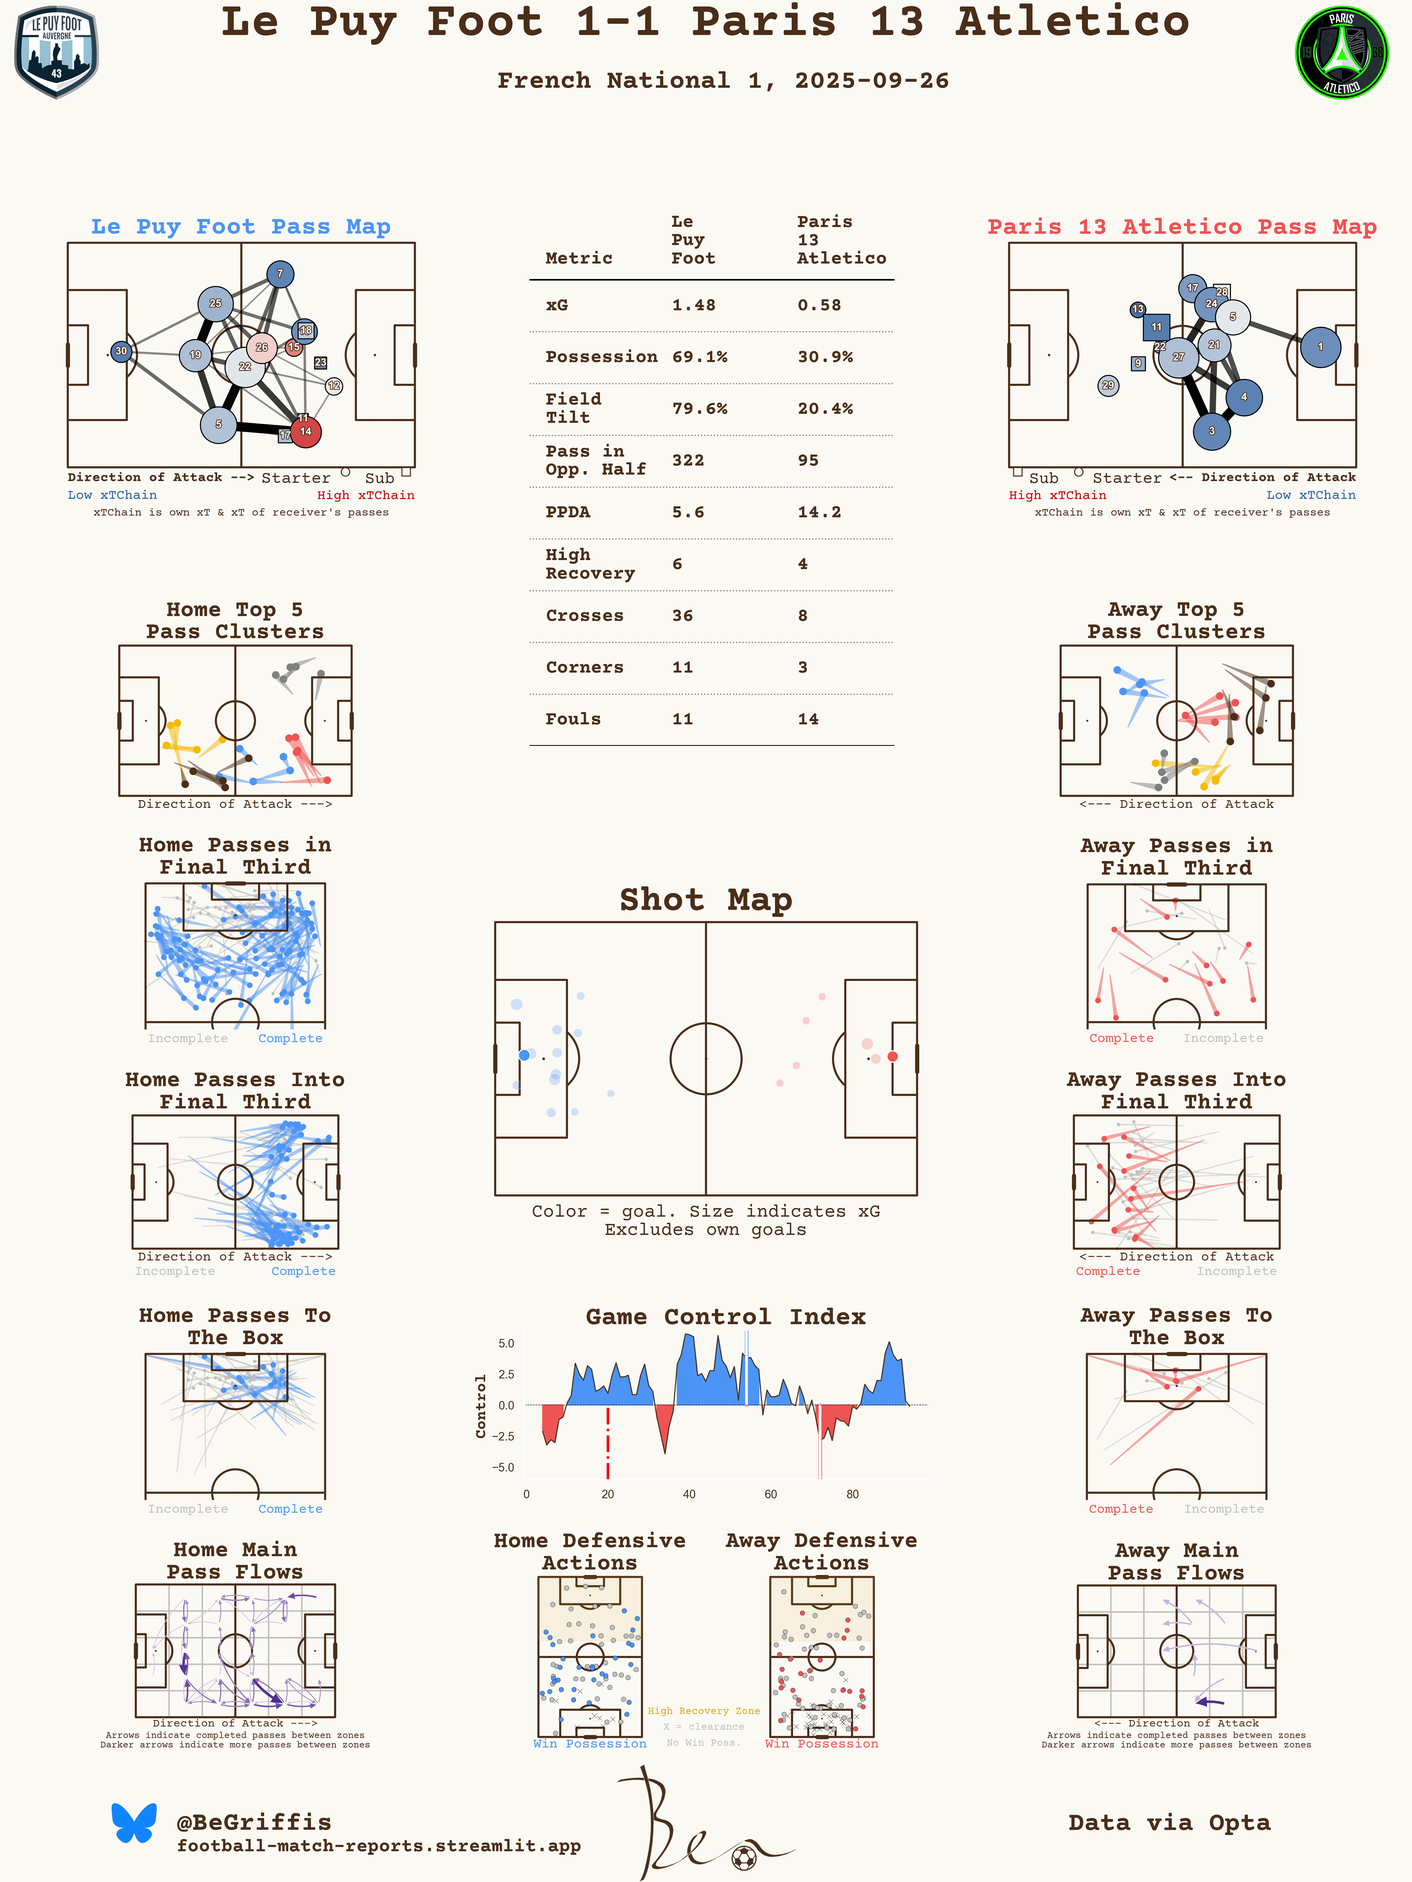 Le Puy Foot 1-1 Paris 13 Atletico
French National 1, 2025-09-26
LE PUY FOOT
AUVERGNE
43
PARIS
19 68
ATLETICO
Le Puy Foot Pass Map
7
25
18
30
19
26
15
22
23
12
5
11
17
14
Direction of Attack --> Starter Sub
Low xTChain High xTChain
xTChain is own xT & xT of receiver's passes
Metric Le Puy Foot Paris 13 Atletico
xG 1.48 0.58
Possession 69.1% 30.9%
Field Tilt 79.6% 20.4%
Pass in Opp. Half 322 95
PPDA 5.6 14.2
High Recovery 6 4
Crosses 36 8
Corners 11 3
Fouls 11 14
Paris 13 Atletico Pass Map
17
28
24
13
5
11
22
21
27
1
9
29
4
3
Sub Starter <-- Direction of Attack
High xTChain Low xTChain
xTChain is own xT & xT of receiver's passes
Home Top 5
Pass Clusters
Direction of Attack --->
Home Passes in
Final Third
Incomplete Complete
Home Passes Into
Final Third
Direction of Attack --->
Incomplete Complete
Home Passes To
The Box
Incomplete Complete
Home Main
Pass Flows
Direction of Attack --->
Arrows indicate completed passes between zones
Darker arrows indicate more passes between zones
Shot Map
Color = goal. Size indicates xG
Excludes own goals
Game Control Index
Control
5.0
2.5
0.0
−2.5
−5.0
0 20 40 60 80
Home Defensive
Actions
Win Possession
Away Defensive
Actions
Win Possession
High Recovery Zone
X = clearance
No Win Poss.
Away Top 5
Pass Clusters
<--- Direction of Attack
Away Passes in
Final Third
Complete Incomplete
Away Passes Into
Final Third
<--- Direction of Attack
Complete Incomplete
Away Passes To
The Box
Complete Incomplete
Away Main
Pass Flows
<--- Direction of Attack
Arrows indicate completed passes between zones
Darker arrows indicate more passes between zones
@BeGriffis
football-match-reports.streamlit.app
Ben
Data via Opta